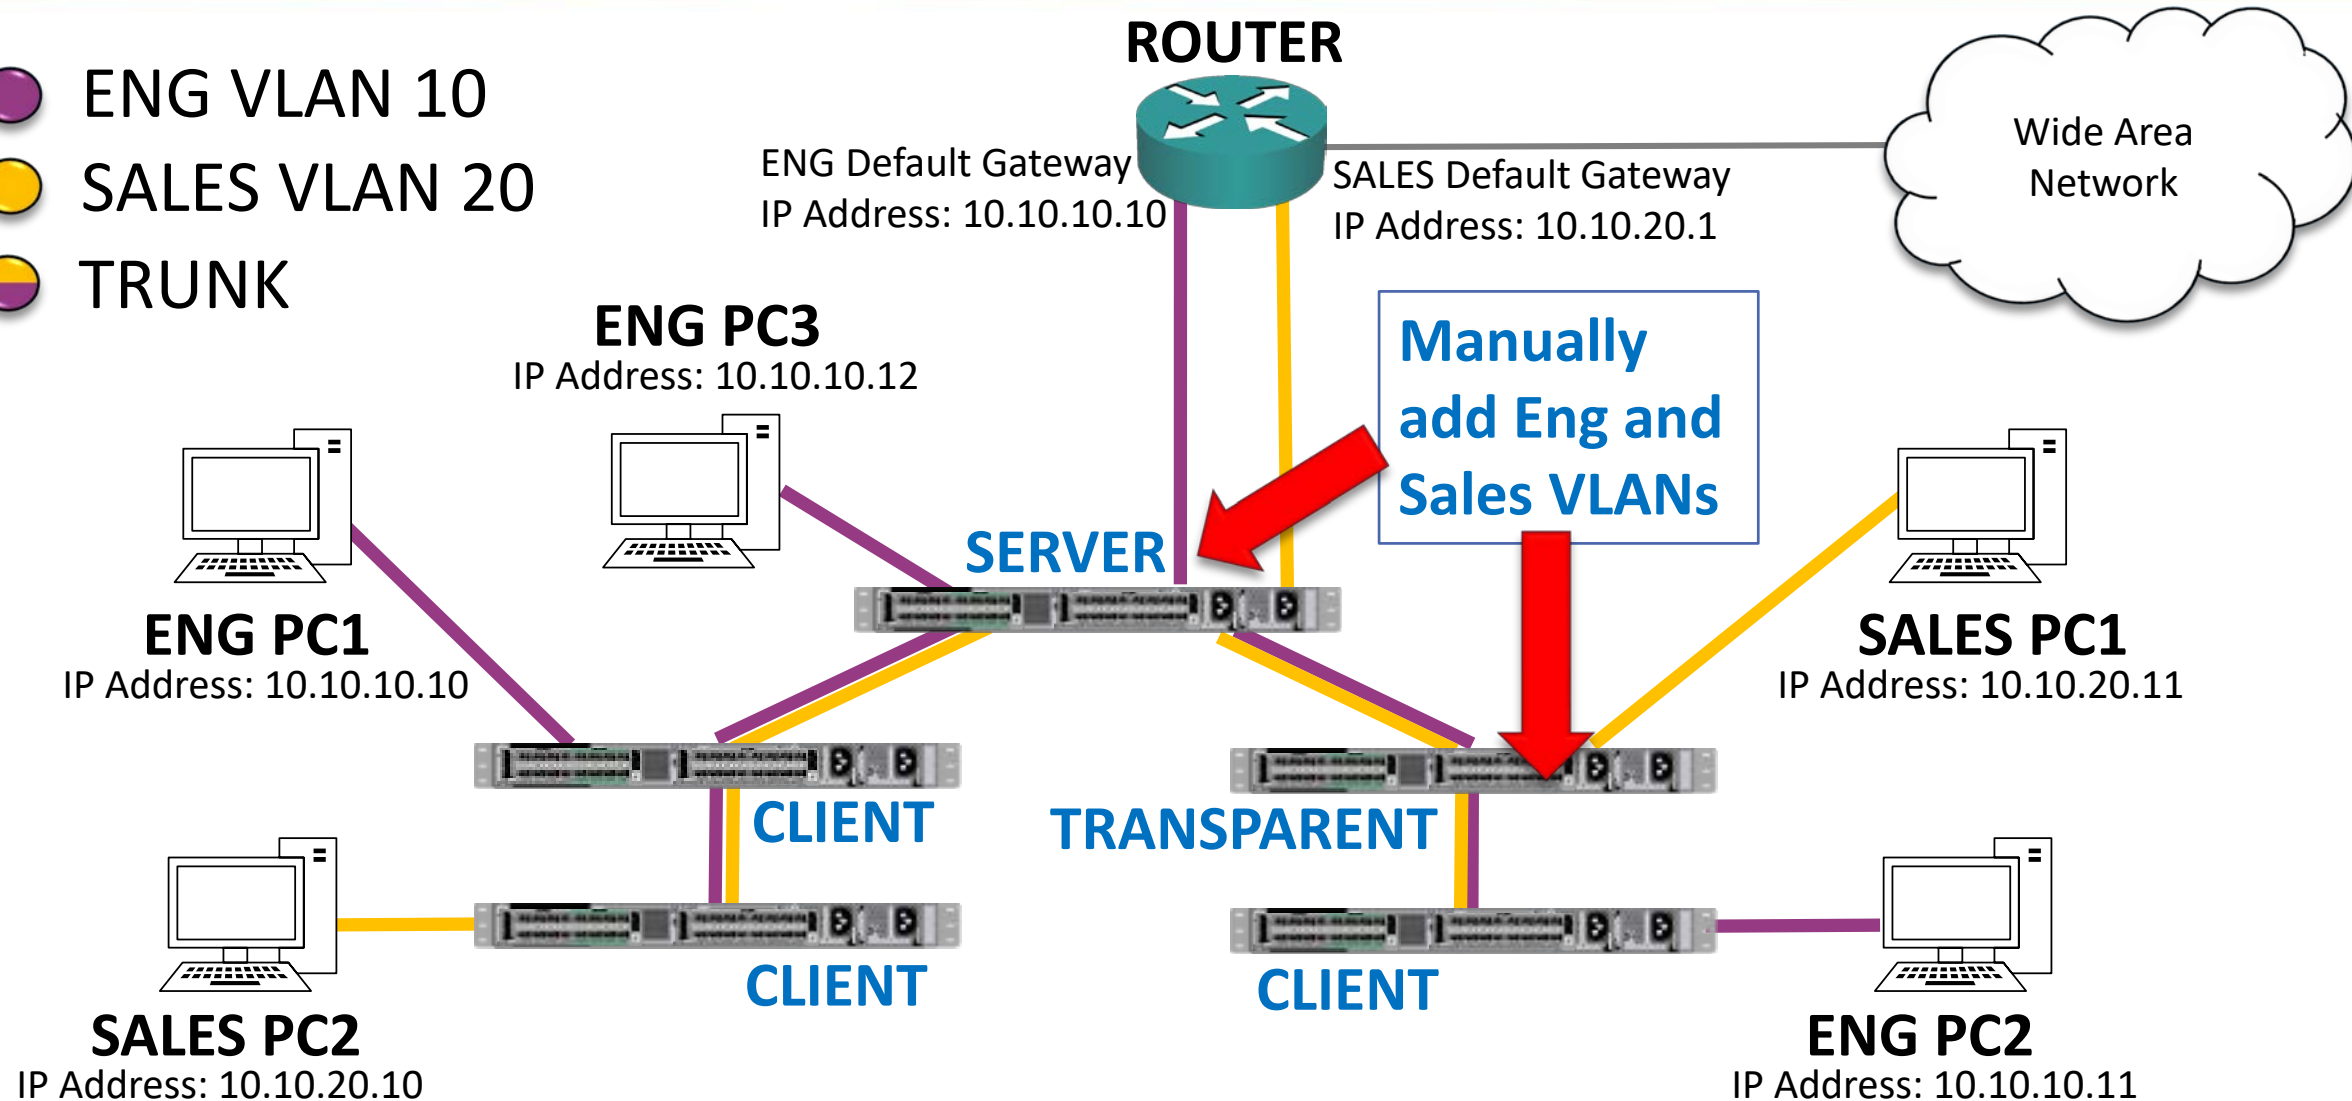 ROUTER
ENG VLAN 10
SALES VLAN 20
TRUNK
ENG Default Gateway
IP Address: 10.10.10.10
SALES Default Gateway
IP Address: 10.10.20.1
Wide Area
Network
ENG PC3
IP Address: 10.10.10.12
Manually
add Eng and
Sales VLANs
SERVER
ENG PC1
IP Address: 10.10.10.10
SALES PC1
IP Address: 10.10.20.11
CLIENT
TRANSPARENT
CLIENT
CLIENT
SALES PC2
IP Address: 10.10.20.10
ENG PC2
IP Address: 10.10.10.11